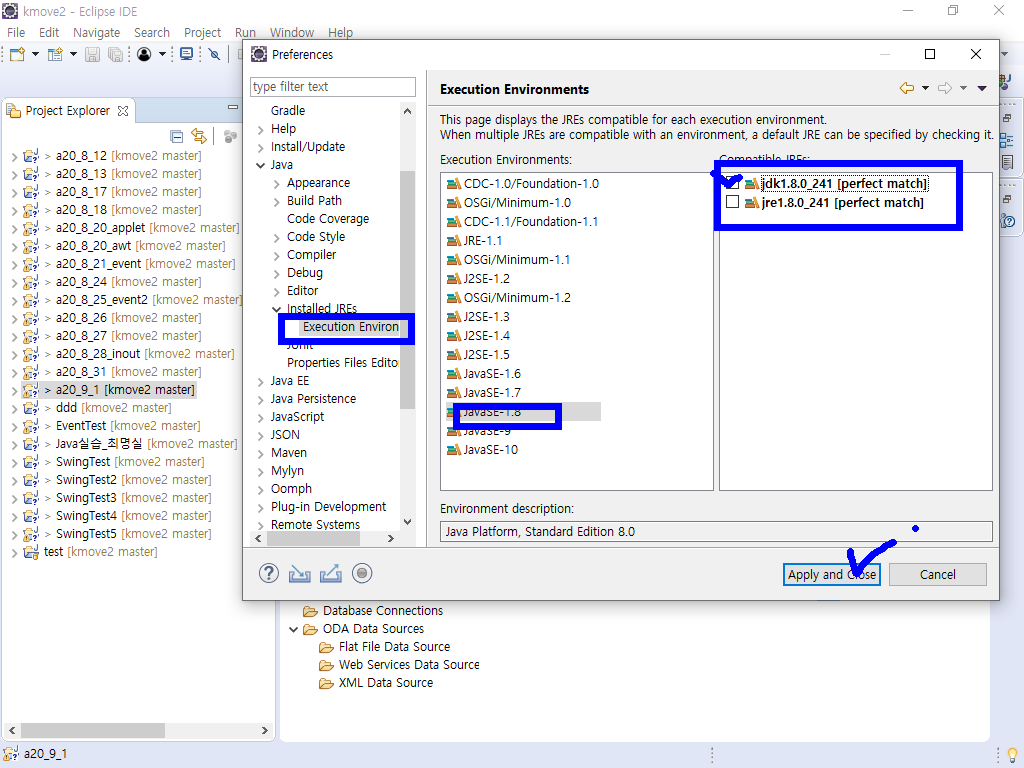 kmove2 - Eclipse IDE
File Edit Navigate Search Project Run Window Help
Project Explorer
> a20_8_12 [kmove2 master]
> a20_8_13 [kmove2 master]
> a20_8_17 [kmove2 master]
> a20_8_18 [kmove2 master]
> a20_8_20_applet [kmove2 master]
> a20_8_20_awt [kmove2 master]
> a20_8_21_event [kmove2 master]
> a20_8_24 [kmove2 master]
> a20_8_25_event2 [kmove2 master]
> a20_8_26 [kmove2 master]
> a20_8_27 [kmove2 master]
> a20_8_28_inout [kmove2 master]
> a20_8_31 [kmove2 master]
> a20_9_1 [kmove2 master]
> ddd [kmove2 master]
> EventTest [kmove2 master]
> Java실습_최명실 [kmove2 master]
> SwingTest [kmove2 master]
> SwingTest2 [kmove2 master]
> SwingTest3 [kmove2 master]
> SwingTest4 [kmove2 master]
> SwingTest5 [kmove2 master]
test [kmove2 master]
Preferences
type filter text
Gradle
Help
Install/Update
Java
Appearance
Build Path
Code Coverage
Code Style
Compiler
Debug
Editor
Installed JREs
Execution Environ
JUnit
Properties Files Editor
Java EE
Java Persistence
JavaScript
JSON
Maven
Mylyn
Oomph
Plug-in Development
Remote Systems
Execution Environments
This page displays the JREs compatible for each execution environment.
When multiple JREs are compatible with an environment, a default JRE can be specified by checking it.
Execution Environments:
CDC-1.0/Foundation-1.0
OSGi/Minimum-1.0
CDC-1.1/Foundation-1.1
JRE-1.1
OSGi/Minimum-1.1
J2SE-1.2
OSGi/Minimum-1.2
J2SE-1.3
J2SE-1.4
J2SE-1.5
JavaSE-1.6
JavaSE-1.7
JavaSE-1.8
JavaSE-9
JavaSE-10
Compatible JREs:
jdk1.8.0_241 [perfect match]
jre1.8.0_241 [perfect match]
Environment description:
Java Platform, Standard Edition 8.0
Apply and Close
Cancel
Database Connections
ODA Data Sources
Flat File Data Source
Web Services Data Source
XML Data Source
a20_9_1